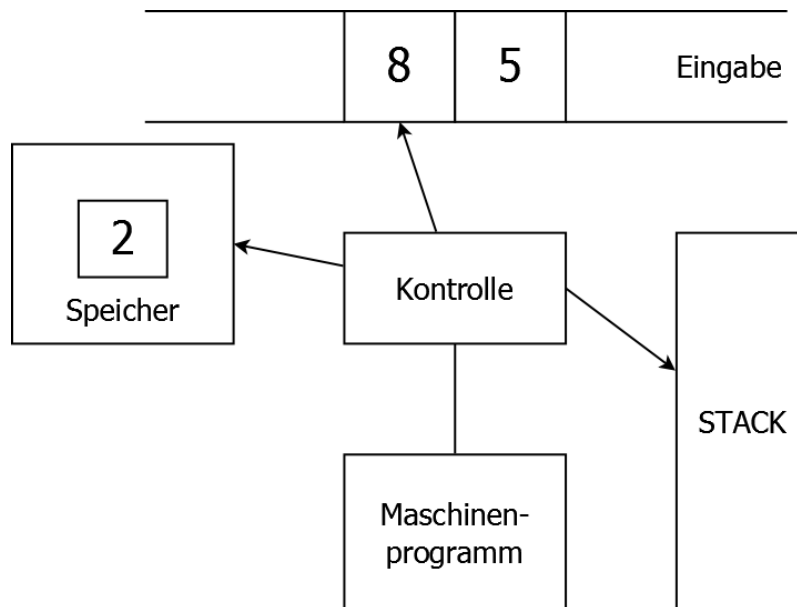 8 5 Eingabe
2
Speicher
Kontrolle
STACK
Maschinen-
programm